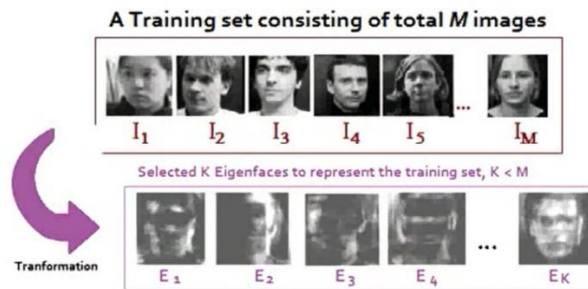 A Training set consisting of total M images
I1 I2 I3 I4 I5 ... IM
Selected K Eigenfaces to represent the training set, K < M
E1 E2 E3 E4 ... EK
Tranformation